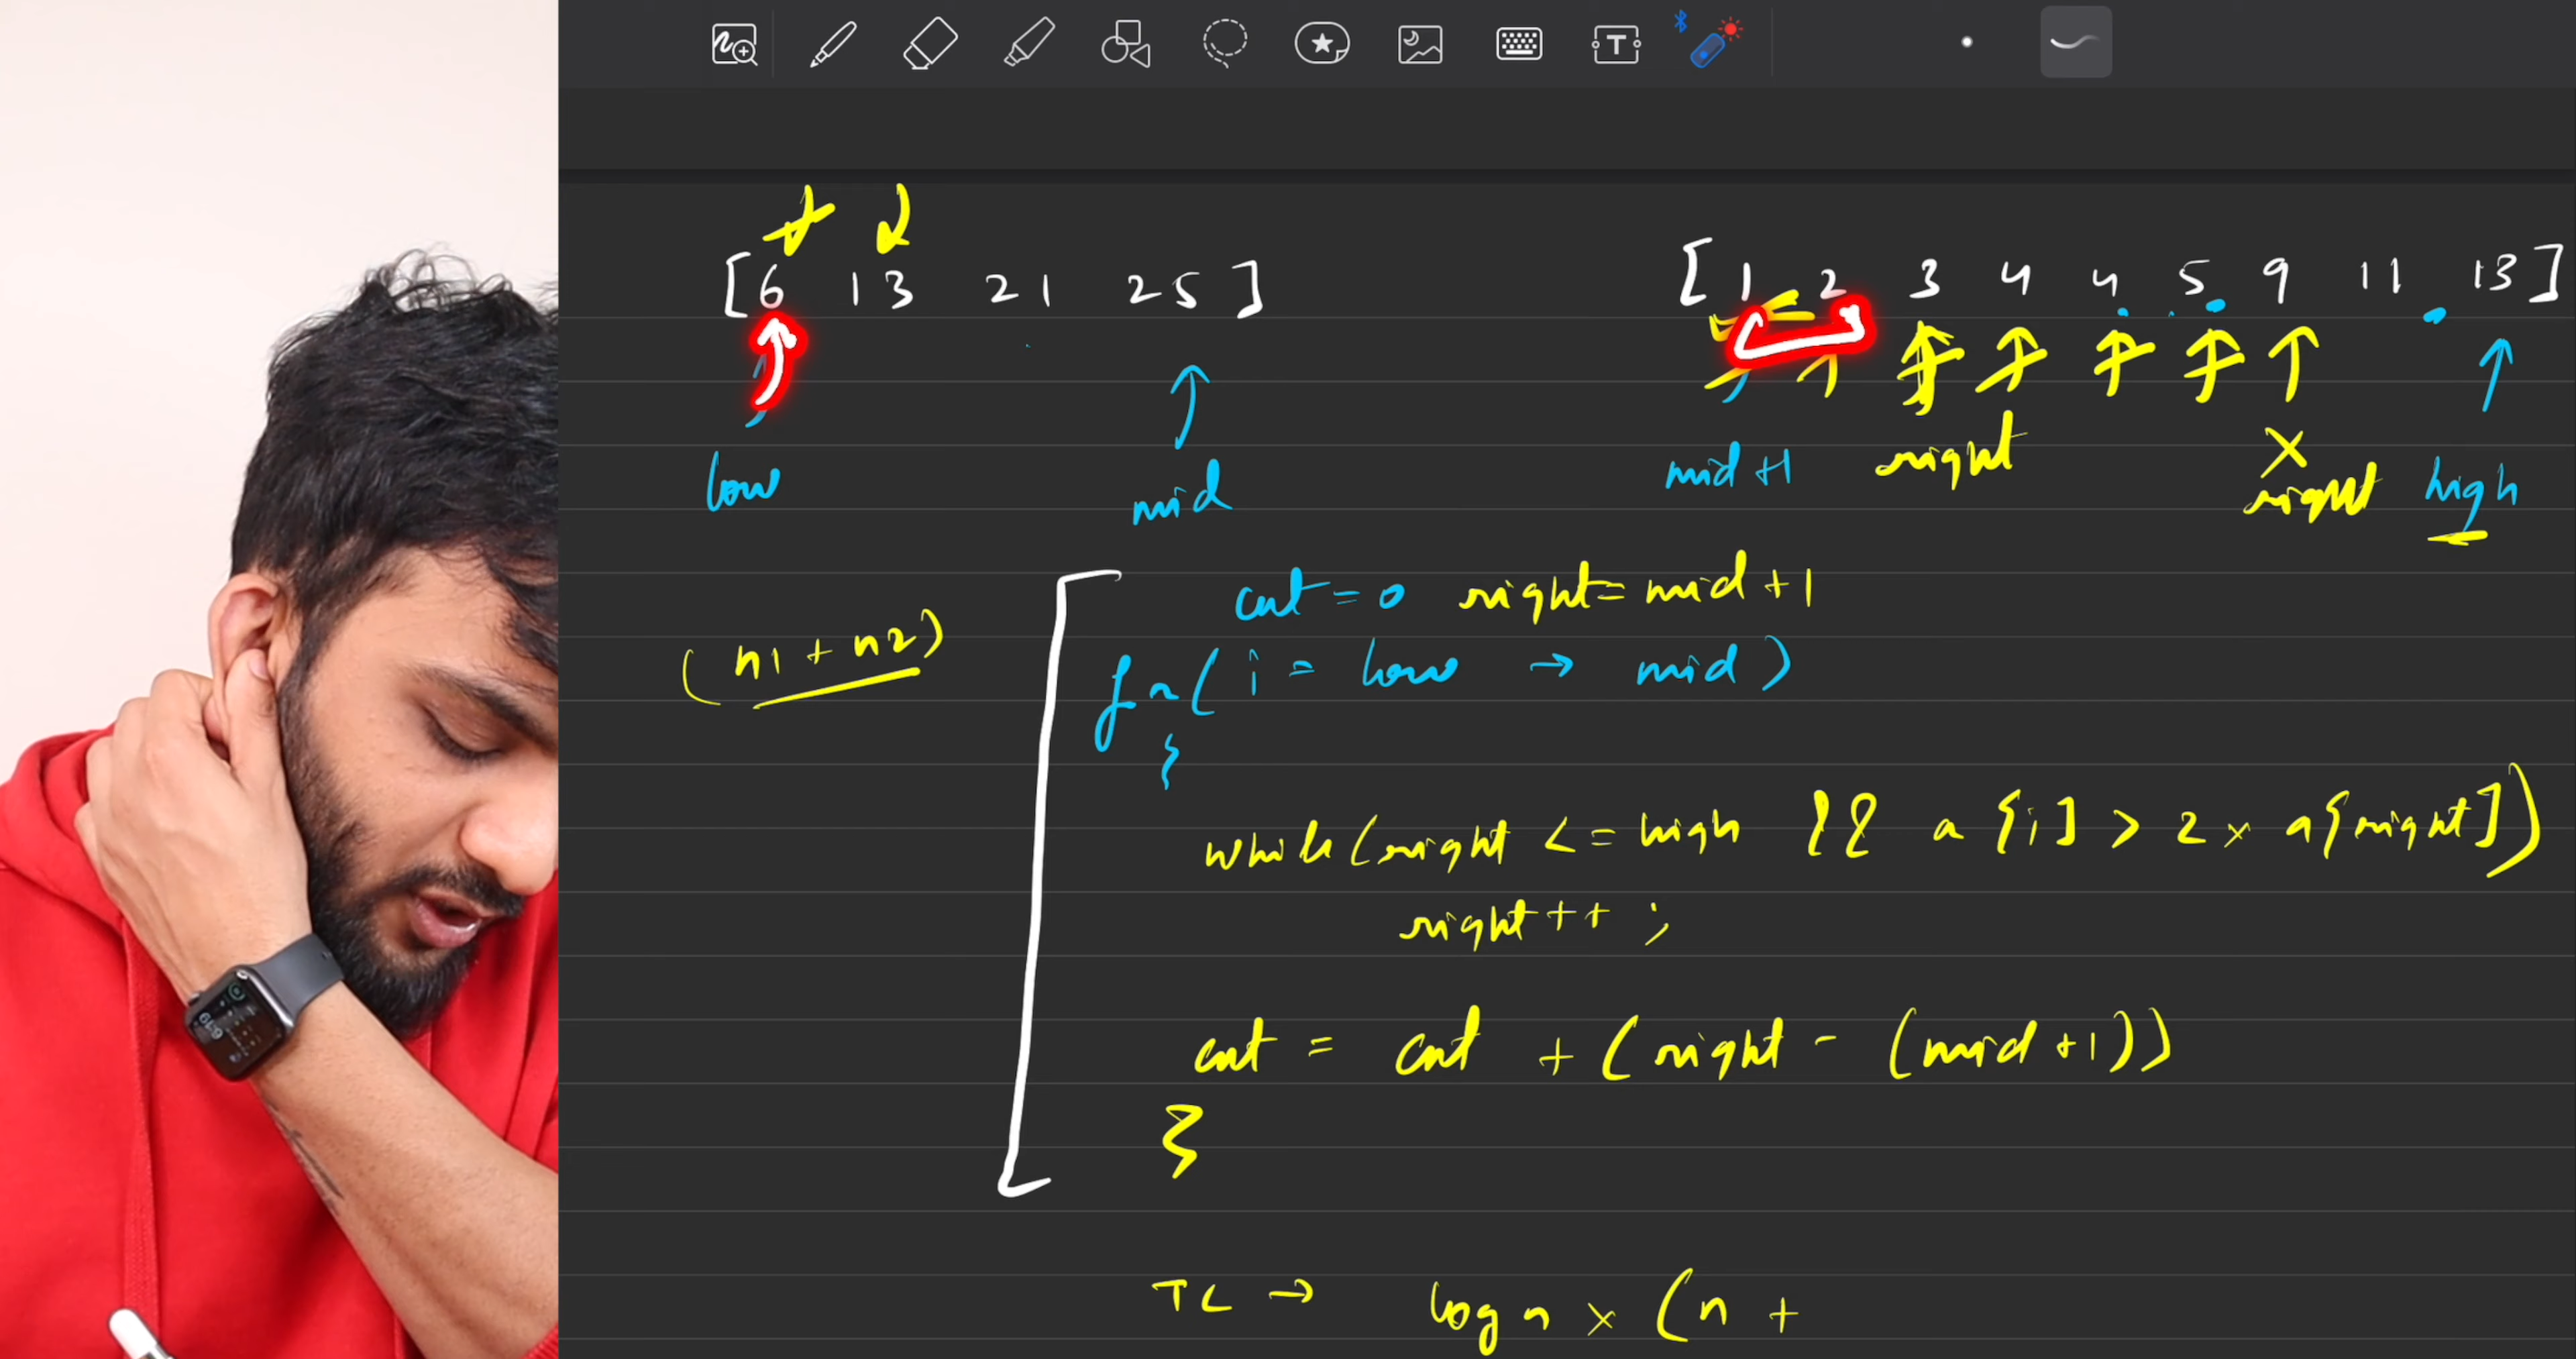 [6 13 21 25] [1 2 3 4 4 5 9 11 13]
low mid mid+1 right × right high
cnt = 0 right = mid + 1
(n1 + n2)
for( i = low → mid)
{
while(right <= high && a[i] > 2 × a[right])
right++ ;
cnt = cnt + (right - (mid+1))
}
TC → log n × (n +